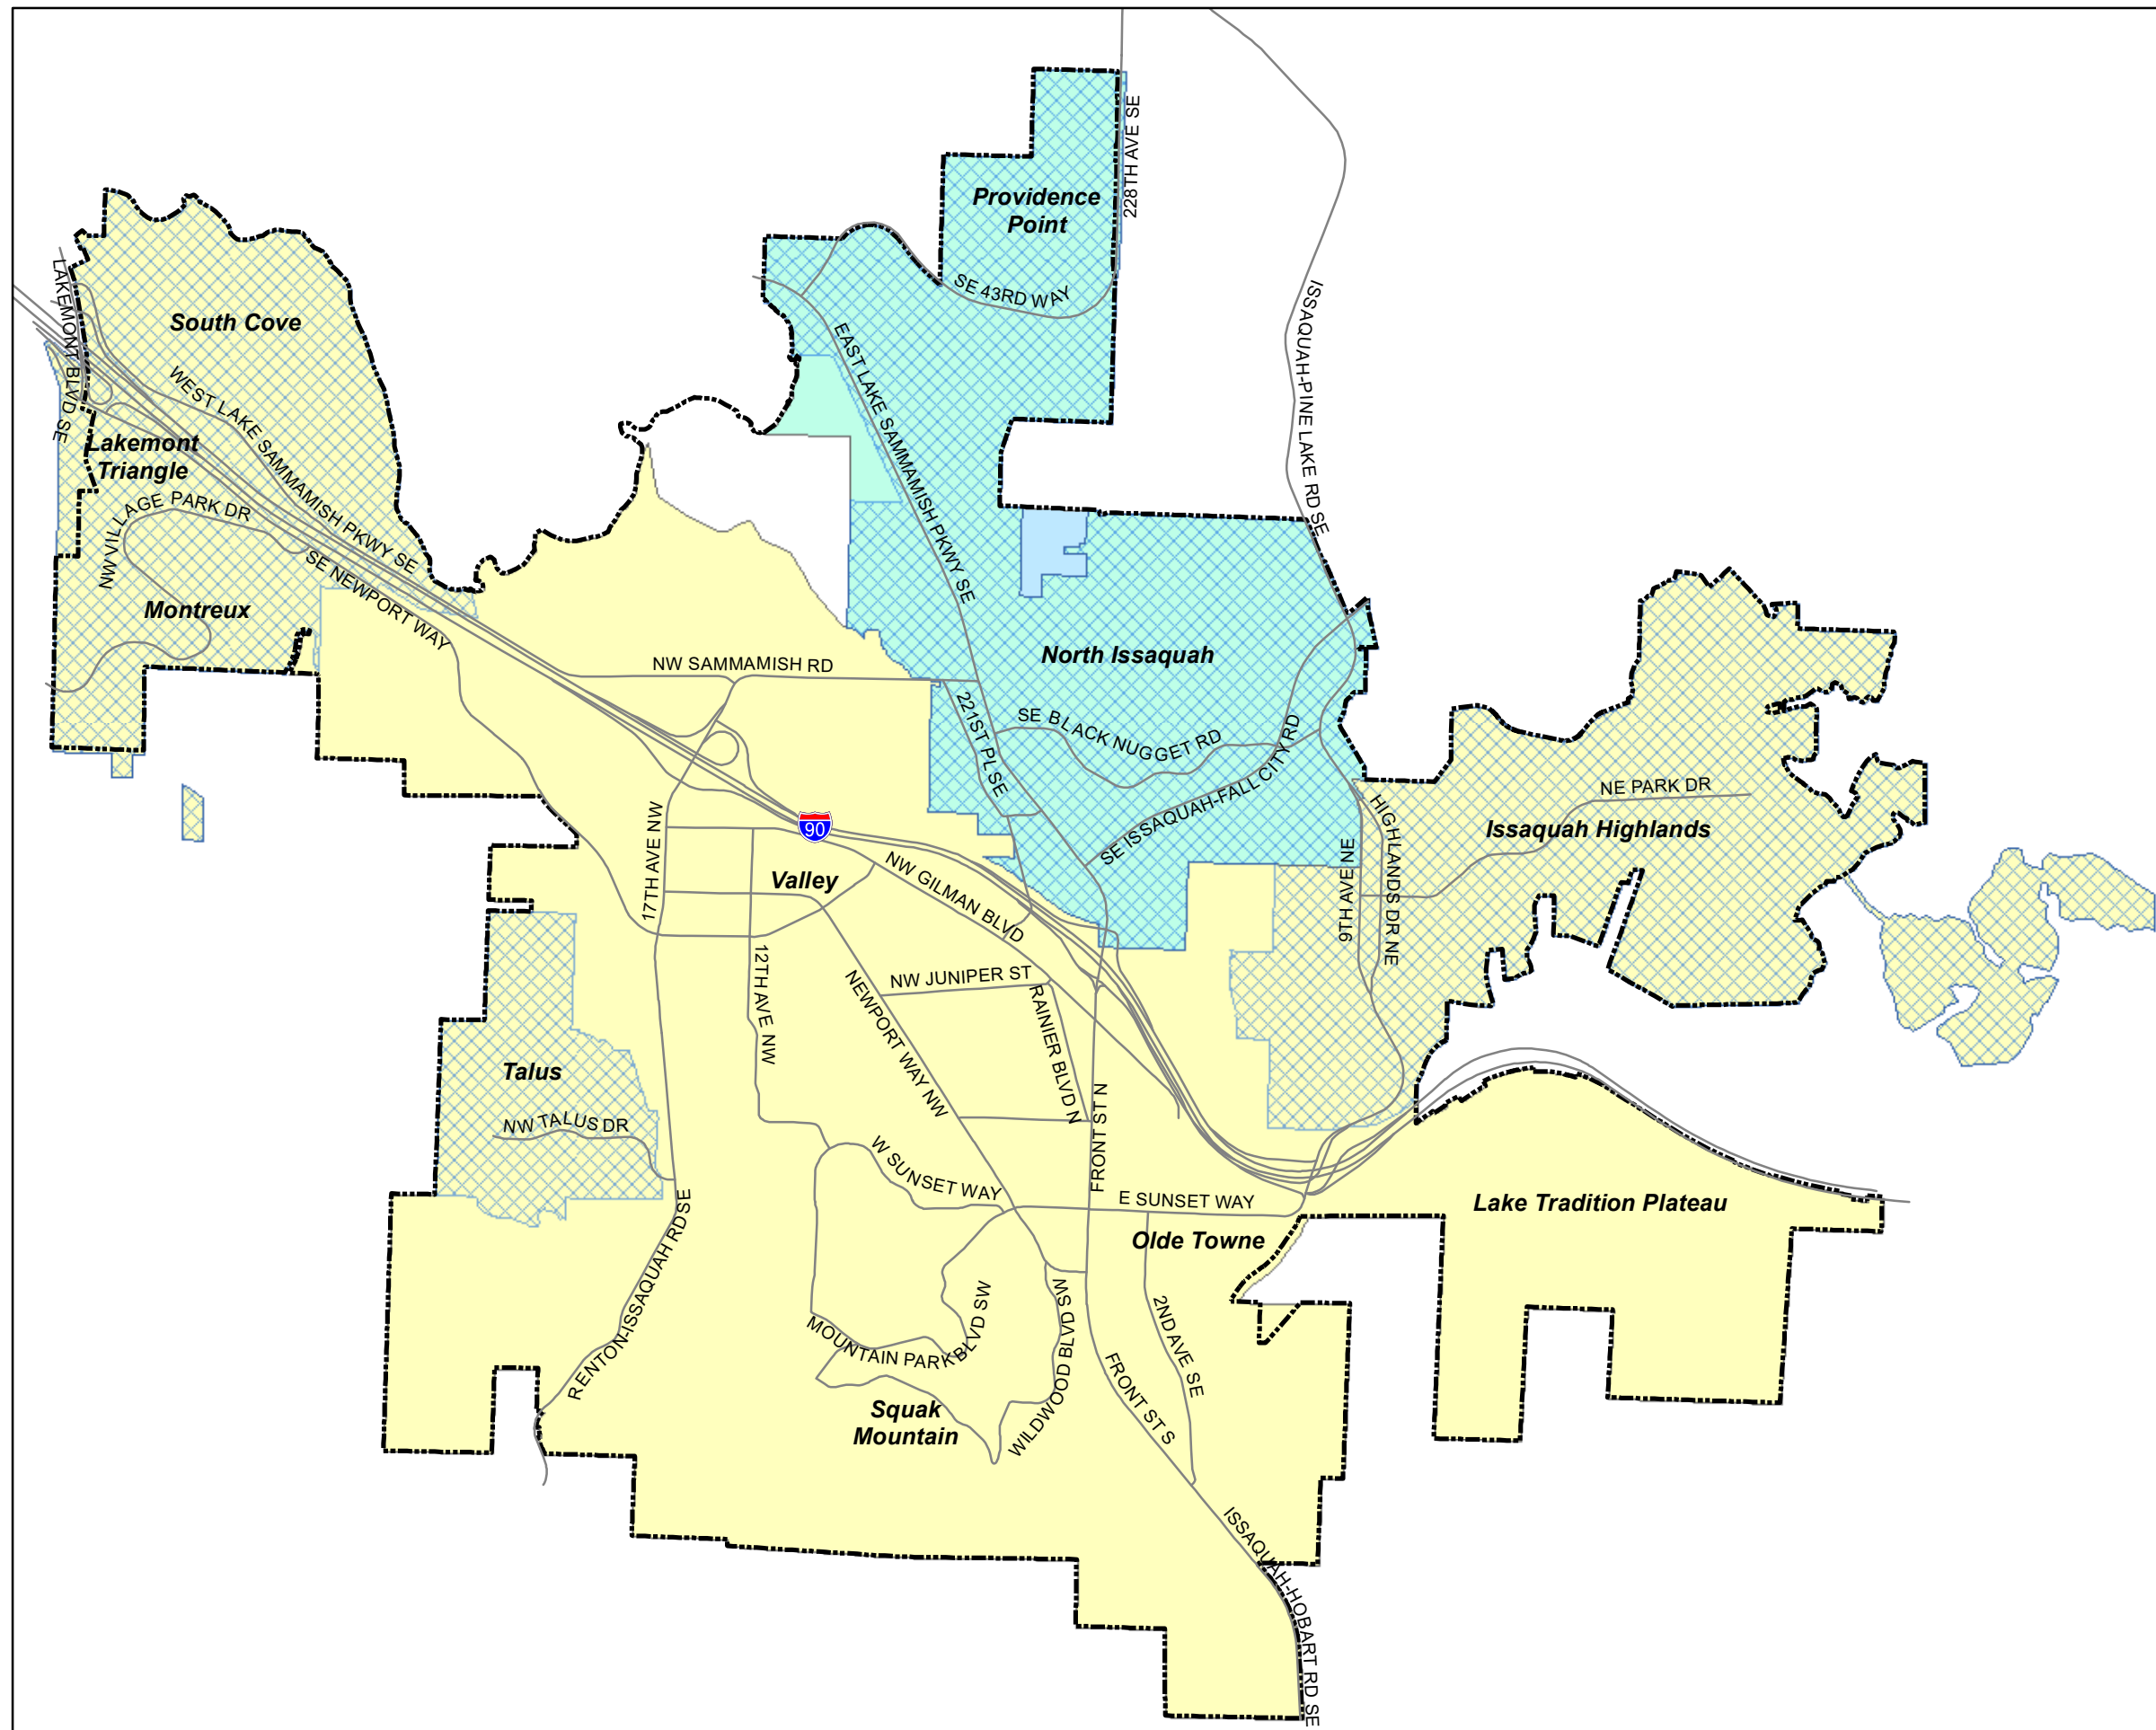 228TH AVE SE
Providence
Point
SE 43RD WAY
LAKEMONT BLVD SE
South Cove
EAST LAKE SAMMAMISH PKWY SE
ISSAQUAH-PINE LAKE RD SE
WEST LAKE SAMMAMISH PKWY SE
Lakemont
Triangle
NWVILLAGE PARK DR
SE NEWPORT WAY
Montreux
NW SAMMAMISH RD
North Issaquah
221ST PL SE
SE BLACK NUGGET RD
SE ISSAQUAH-FALL CITY RD
NE PARK DR
HIGHLANDS DR NE
Issaquah Highlands
9TH AVE NE
17TH AVE NW
90
Valley
NW GILMAN BLVD
12TH AVE NW
NEWPORT WAY NW
NW JUNIPER ST
RAINIER BLVD N
Talus
NW TALUS DR
FRONT ST N
W SUNSET WAY
E SUNSET WAY
Lake Tradition Plateau
Olde Towne
RENTON-ISSAQUAH RD SE
MOUNTAIN PARK BLVD SW
WILDWOOD BLVD SW
2ND AVE SE
FRONT ST S
Squak
Mountain
ISSAQUAH-HOBART RD SE